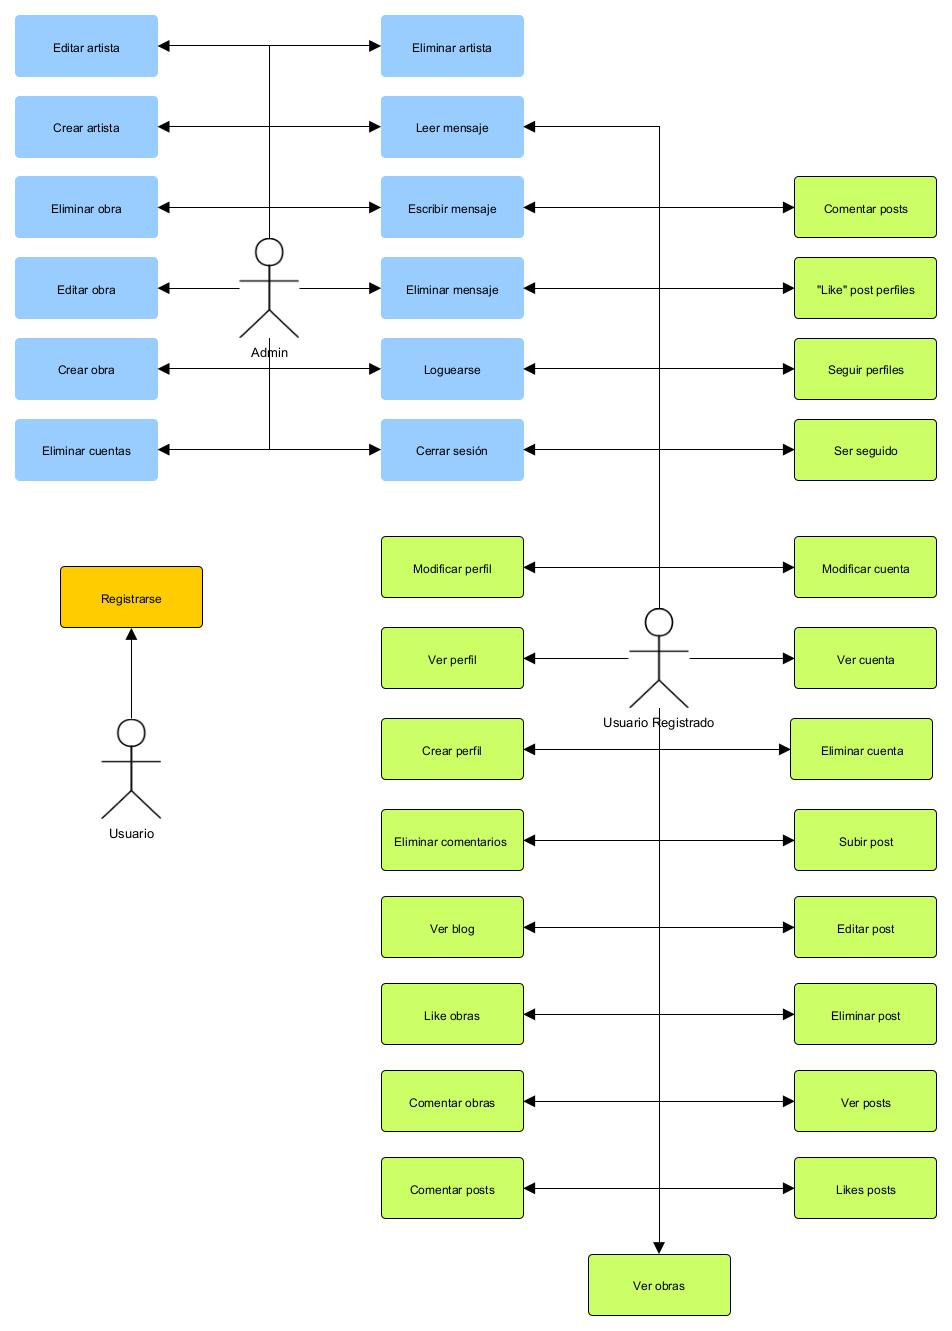 Editar artista
Eliminar artista
Crear artista
Leer mensaje
Eliminar obra
Escribir mensaje
Comentar posts
Editar obra
Eliminar mensaje
"Like" post perfiles
Admin
Crear obra
Loguearse
Seguir perfiles
Eliminar cuentas
Cerrar sesión
Ser seguido
Modificar perfil
Modificar cuenta
Registrarse
Ver perfil
Ver cuenta
Usuario Registrado
Crear perfil
Eliminar cuenta
Usuario
Eliminar comentarios
Subir post
Ver blog
Editar post
Like obras
Eliminar post
Comentar obras
Ver posts
Comentar posts
Likes posts
Ver obras